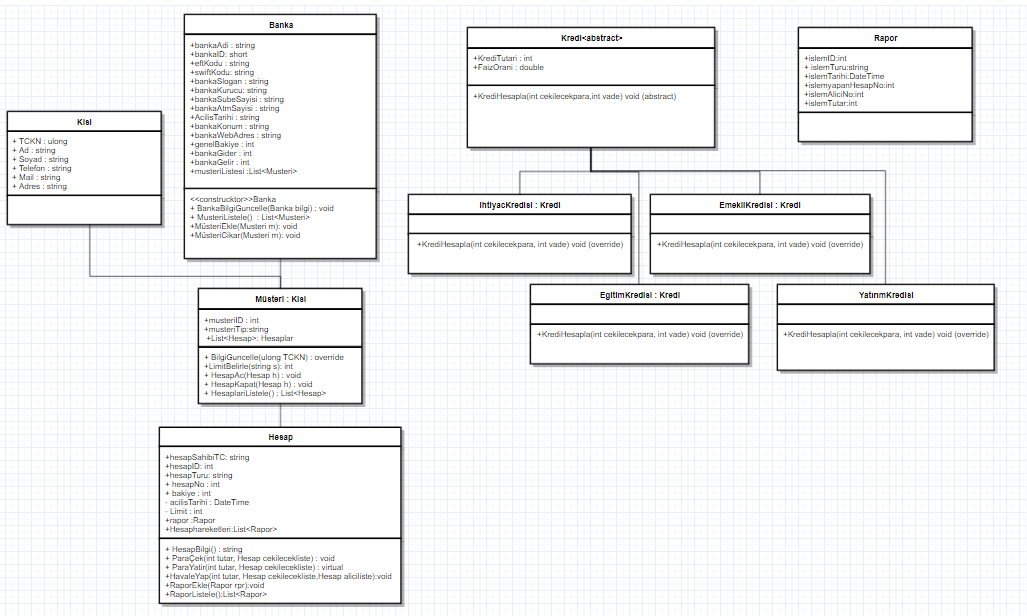 Banka
+bankaAdi : string
+bankaID: short
+eftKodu : string
+swiftKodu: string
+bankaSlogan : string
+bankaKurucu: string
+bankaSubeSayisi : string
+bankaAtmSayisi : string
+AcilisTarihi : string
+bankaKonum : string
+bankaWebAdres : string
+genelBakiye : int
+bankaGider : int
+bankaGelir : int
+musteriListesi :List<Musteri>
<<construcktor>>Banka
+ BankaBilgiGuncelle(Banka bilgi) : void
+ MusteriListele() : List<Musteri>
+MüsteriEkle(Musteri m): void
+MüsteriCikar(Musteri m): void
Kisi
+ TCKN : ulong
+ Ad : string
+ Soyad : string
+ Telefon : string
+ Mail : string
+ Adres : string
Müsteri : Kisi
+musteriID : int
+musteriTip:string
+List<Hesap>: Hesaplar
+ BilgiGuncelle(ulong TCKN) : override
+LimitBelirle(string s): int
+ HesapAc(Hesap h) : void
+ HesapKapat(Hesap h) : void
+ HesaplariListele() : List<Hesap>
Hesap
+hesapSahibiTC: string
+hesapID: int
+hesapTuru: string
+ hesapNo : int
+ bakiye : int
- acilisTarihi : DateTime
- Limit : int
+rapor :Rapor
+Hesaphareketleri:List<Rapor>
+ HesapBilgi() : string
+ ParaÇek(int tutar, Hesap cekilecekliste) : void
+ ParaYatir(int tutar, Hesap cekilecekliste) : virtual
+HavaleYap(int tutar, Hesap cekilecekliste,Hesap aliciliste):void
+RaporEkle(Rapor rpr):void
+RaporListele():List<Rapor>
Kredi<abstract>
+KrediTutari : int
+FaizOrani : double
+KrediHesapla(int cekilecekpara,int vade) void (abstract)
Rapor
+islemID:int
+ islemTuru:string
+islemTarihi:DateTime
+islemyapanHesapNo:int
+islemAliciNo:int
+islemTutar:int
IhtiyacKredisi : Kredi
+KrediHesapla(int cekilecekpara, int vade) void (override)
EmekliKredisi : Kredi
+KrediHesapla(int cekilecekpara, int vade) void (override)
EgitimKredisi : Kredi
+KrediHesapla(int cekilecekpara, int vade) void (override)
YatırımKredisi
+KrediHesapla(int cekilecekpara, int vade) void (override)